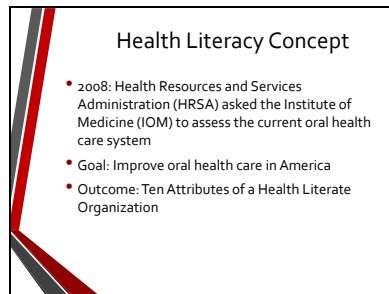 Health Literacy Concept
• 2008: Health Resources and Services
Administration (HRSA) asked the Institute of
Medicine (IOM) to assess the current oral health
care system
• Goal: Improve oral health care in America
• Outcome: Ten Attributes of a Health Literate
Organization